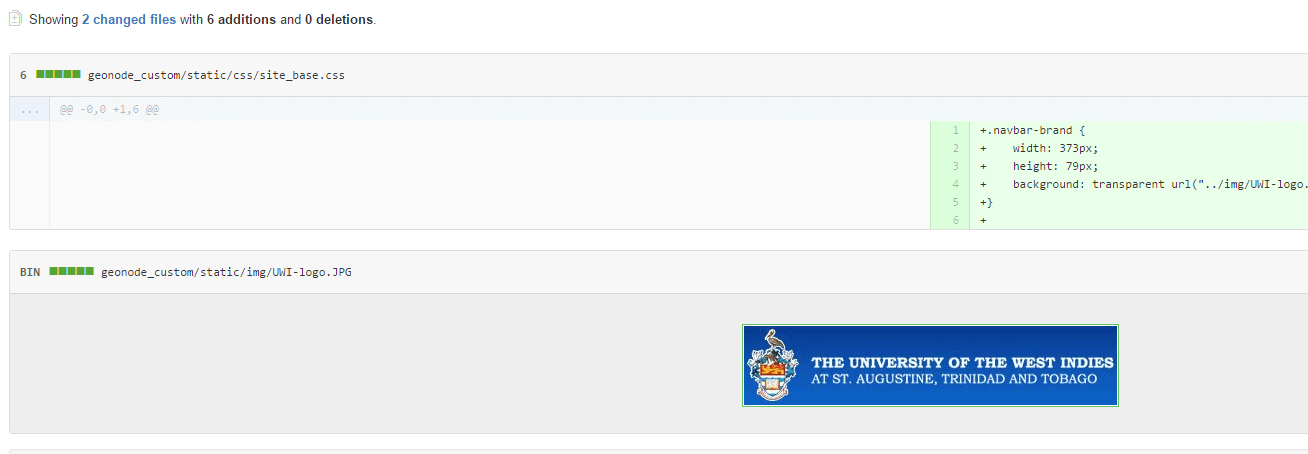 Showing 2 changed files with 6 additions and 0 deletions.
6 geonode_custom/static/css/site_base.css
... @@ -0,0 +1,6 @@
1 +.navbar-brand {
2 +    width: 373px;
3 +    height: 79px;
4 +    background: transparent url("../img/UWI-logo.
5 +}
6 +
BIN geonode_custom/static/img/UWI-logo.JPG
THE UNIVERSITY OF THE WEST INDIES
AT ST. AUGUSTINE, TRINIDAD AND TOBAGO